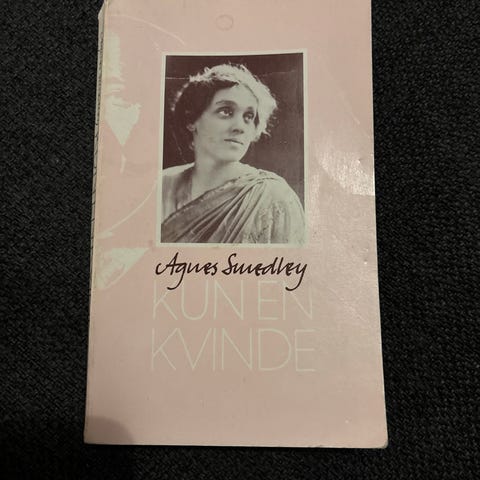 Agnes Smedley
KUN EN
KVINDE